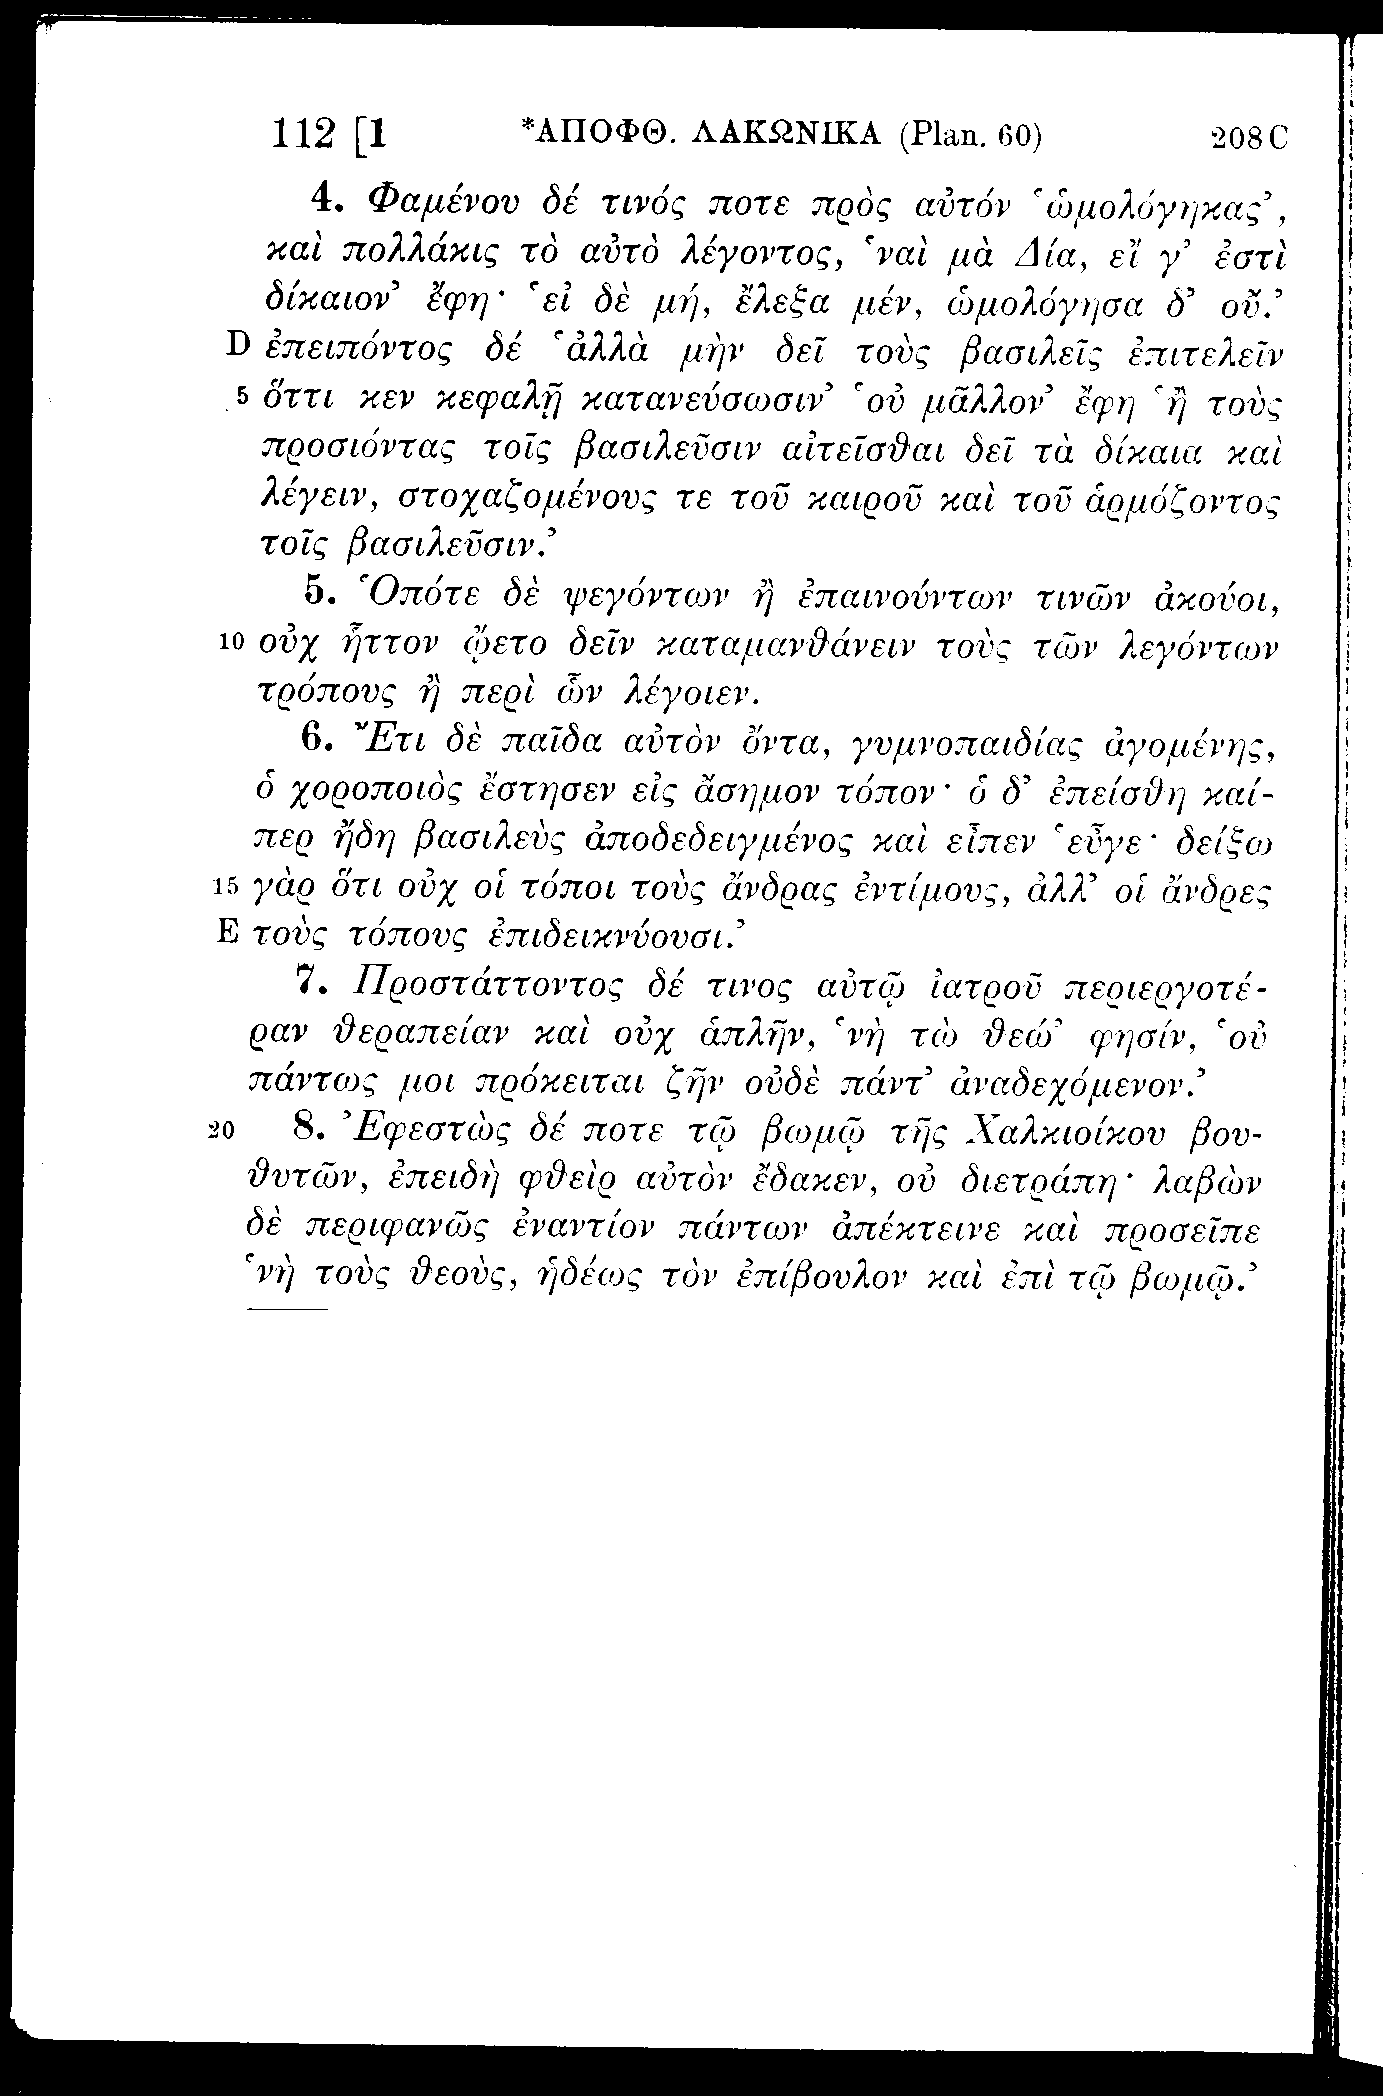 112 [1 *ΑΠΟΦΘ. ΛΑΚΩΝΙΚΑ (Plan. 60) 208 C
4. Φαμένου δέ τινός ποτε πρὸς αὐτόν ‘ὡμολόγηκας’,
καὶ πολλάκις τὸ αὐτὸ λέγοντος, ‘ναὶ μὰ Δία, εἴ γ’ ἐστὶ
δίκαιον’ ἔφη· ‘εἰ δὲ μή, ἔλεξα μέν, ὡμολόγησα δ’ οὔ.’
D ἐπειπόντος δέ ‘ἀλλὰ μὴν δεῖ τοὺς βασιλεῖς ἐπιτελεῖν
5 ὅττι κεν κεφαλῇ κατανεύσωσιν’ ‘οὐ μᾶλλον’ ἔφη ‘ἢ τοὺς
προσιόντας τοῖς βασιλεῦσιν αἰτεῖσθαι δεῖ τὰ δίκαια καὶ
λέγειν, στοχαζομένους τε τοῦ καιροῦ καὶ τοῦ ἁρμόζοντος
τοῖς βασιλεῦσιν.’
5. Ὁπότε δὲ ψεγόντων ἢ ἐπαινούντων τινῶν ἀκούοι,
10 οὐχ ἧττον ᾤετο δεῖν καταμανθάνειν τοὺς τῶν λεγόντων
τρόπους ἢ περὶ ὧν λέγοιεν.
6. Ἔτι δὲ παῖδα αὐτὸν ὄντα, γυμνοπαιδίας ἀγομένης,
ὁ χοροποιὸς ἔστησεν εἰς ἄσημον τόπον· ὁ δ’ ἐπείσθη καί-
περ ἤδη βασιλεὺς ἀποδεδειγμένος καὶ εἶπεν ‘εὖγε· δείξω
15 γὰρ ὅτι οὐχ οἱ τόποι τοὺς ἄνδρας ἐντίμους, ἀλλ’ οἱ ἄνδρες
E τοὺς τόπους ἐπιδεικνύουσι.’
7. Προστάττοντος δέ τινος αὐτῷ ἰατροῦ περιεργοτέ-
ραν θεραπείαν καὶ οὐχ ἁπλῆν, ‘νὴ τὼ θεώ’ φησίν, ‘οὐ
πάντως μοι πρόκειται ζῆν οὐδὲ πάντ’ ἀναδεχόμενον.’
20 8. Ἐφεστὼς δέ ποτε τῷ βωμῷ τῆς Χαλκιοίκου βου-
θυτῶν, ἐπειδὴ φθεὶρ αὐτὸν ἔδακεν, οὐ διετράπη· λαβὼν
δὲ περιφανῶς ἐναντίον πάντων ἀπέκτεινε καὶ προσεῖπε
‘νὴ τοὺς θεούς, ἡδέως τὸν ἐπίβουλον καὶ ἐπὶ τῷ βωμῷ.’